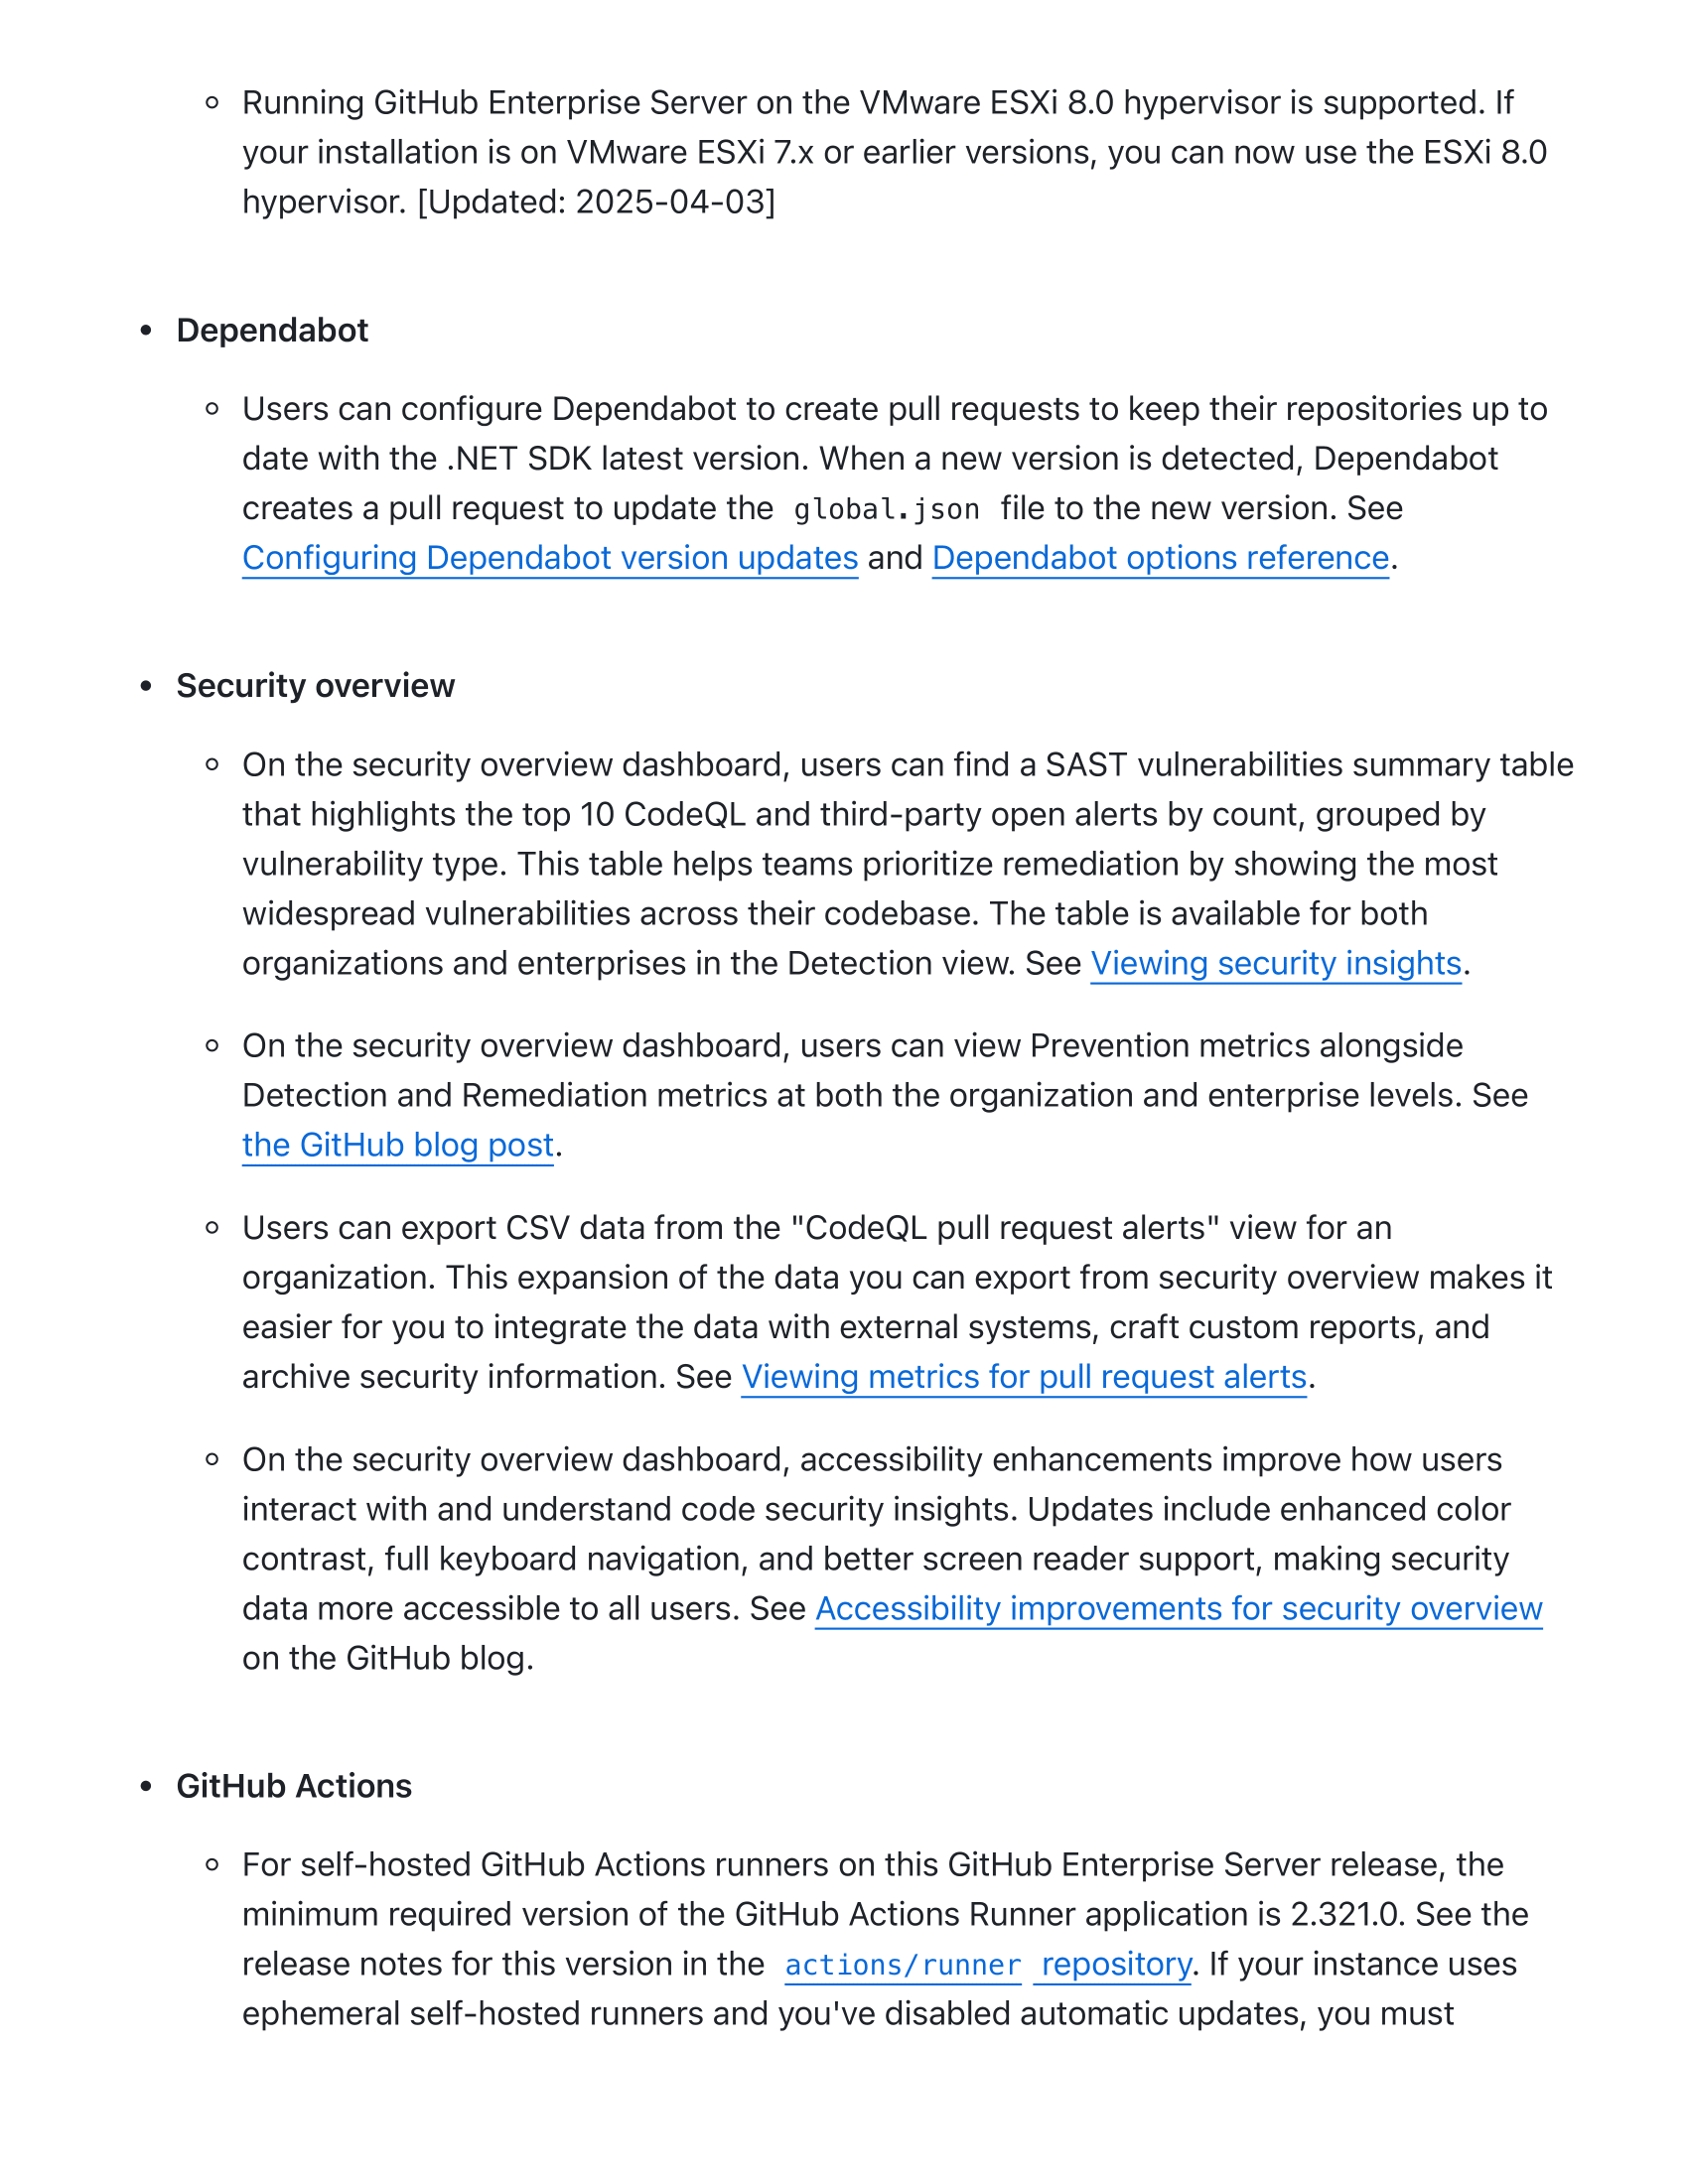 Running GitHub Enterprise Server on the VMware ESXi 8.0 hypervisor is supported. If
your installation is on VMware ESXi 7.x or earlier versions, you can now use the ESXi 8.0
hypervisor. [Updated: 2025-04-03]
Dependabot
Users can configure Dependabot to create pull requests to keep their repositories up to
date with the .NET SDK latest version. When a new version is detected, Dependabot
creates a pull request to update the global.json file to the new version. See
Configuring Dependabot version updates and Dependabot options reference.
Security overview
On the security overview dashboard, users can find a SAST vulnerabilities summary table
that highlights the top 10 CodeQL and third-party open alerts by count, grouped by
vulnerability type. This table helps teams prioritize remediation by showing the most
widespread vulnerabilities across their codebase. The table is available for both
organizations and enterprises in the Detection view. See Viewing security insights.
On the security overview dashboard, users can view Prevention metrics alongside
Detection and Remediation metrics at both the organization and enterprise levels. See
the GitHub blog post.
Users can export CSV data from the "CodeQL pull request alerts" view for an
organization. This expansion of the data you can export from security overview makes it
easier for you to integrate the data with external systems, craft custom reports, and
archive security information. See Viewing metrics for pull request alerts.
On the security overview dashboard, accessibility enhancements improve how users
interact with and understand code security insights. Updates include enhanced color
contrast, full keyboard navigation, and better screen reader support, making security
data more accessible to all users. See Accessibility improvements for security overview
on the GitHub blog.
GitHub Actions
For self-hosted GitHub Actions runners on this GitHub Enterprise Server release, the
minimum required version of the GitHub Actions Runner application is 2.321.0. See the
release notes for this version in the actions/runner repository. If your instance uses
ephemeral self-hosted runners and you've disabled automatic updates, you must